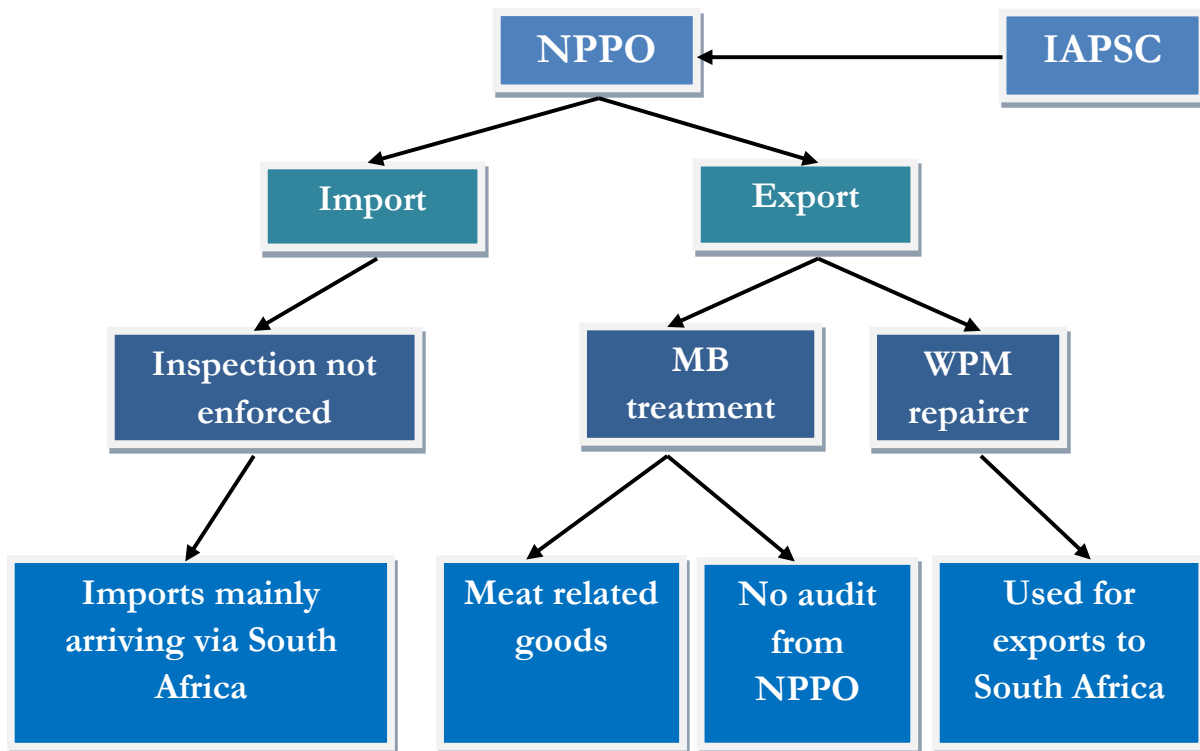 NPPO
IAPSC
Import
Export
Inspection not
enforced
MB
treatment
WPM
repairer
Imports mainly
arriving via South
Africa
Meat related
goods
No audit
from
NPPO
Used for
exports to
South Africa